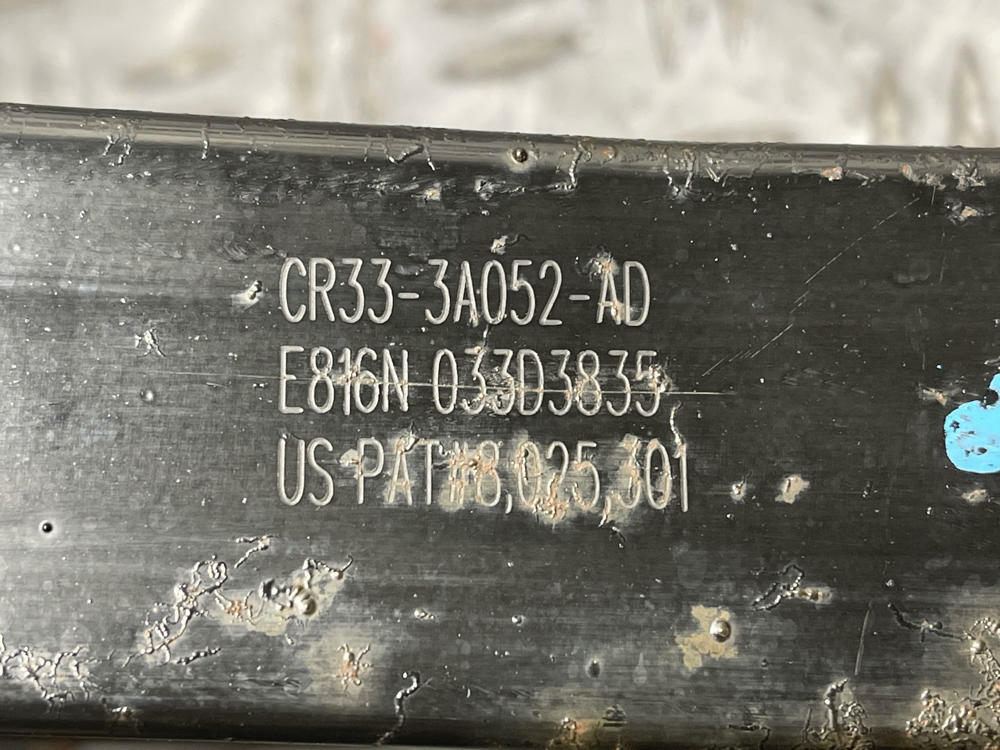 CR33-3A052-AD
E816N 033D3835
US PAT#8,025,301